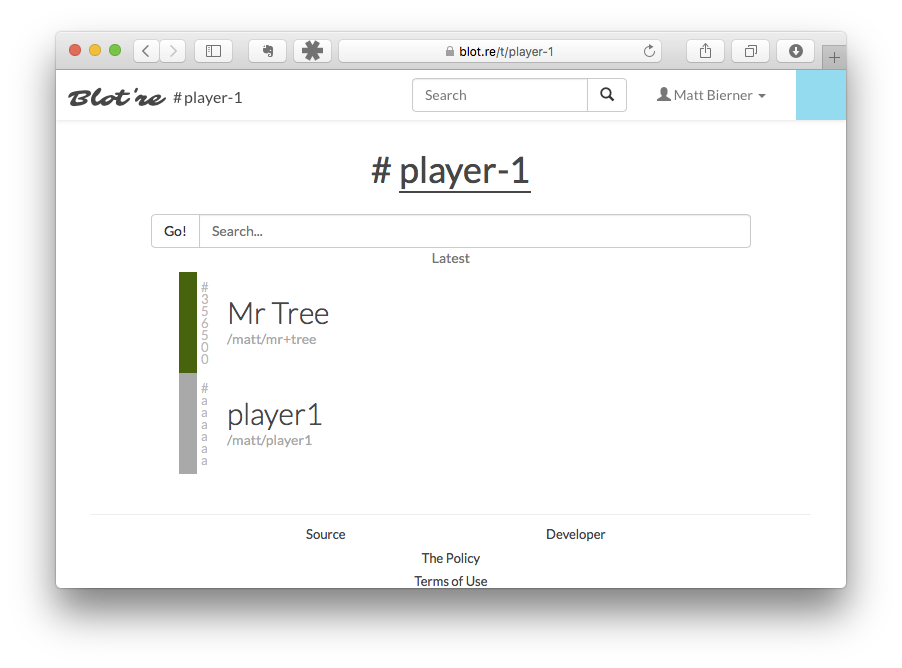 blot.re/t/player-1
Blot're #player-1
Search
Matt Bierner
# player-1
Go! Search...
Latest
#356500
Mr Tree
/matt/mr+tree
#aaaaaa
player1
/matt/player1
Source
Developer
The Policy
Terms of Use